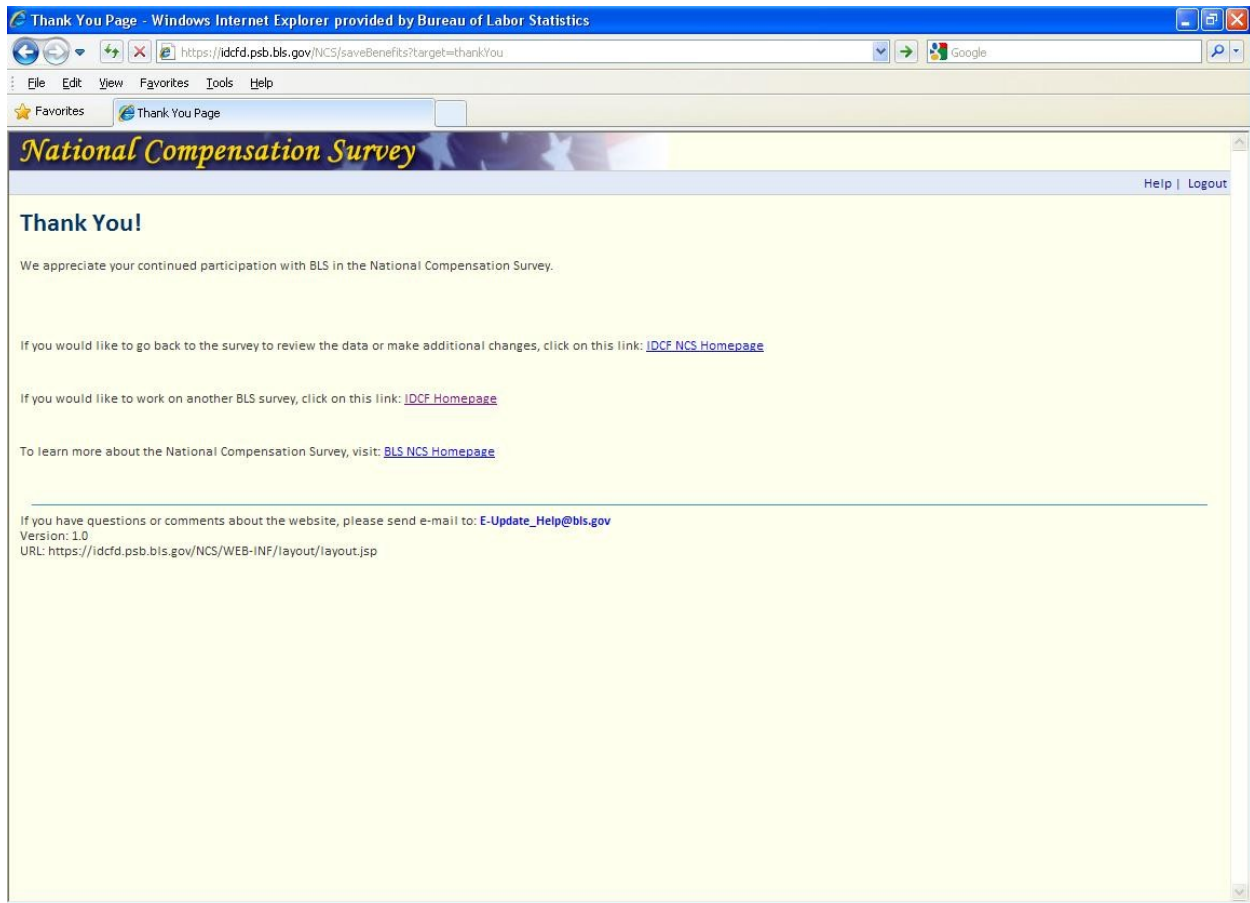 Thank You Page - Windows Internet Explorer provided by Bureau of Labor Statistics
https://idcfd.psb.bls.gov/NCS/saveBenefits?target=thankYou
Google
File Edit View Favorites Tools Help
Favorites Thank You Page
National Compensation Survey
Help | Logout
Thank You!
We appreciate your continued participation with BLS in the National Compensation Survey.
If you would like to go back to the survey to review the data or make additional changes, click on this link: IDCF NCS Homepage
If you would like to work on another BLS survey, click on this link: IDCF Homepage
To learn more about the National Compensation Survey, visit: BLS NCS Homepage
If you have questions or comments about the website, please send e-mail to: E-Update_Help@bls.gov
Version: 1.0
URL: https://idcfd.psb.bls.gov/NCS/WEB-INF/layout/layout.jsp